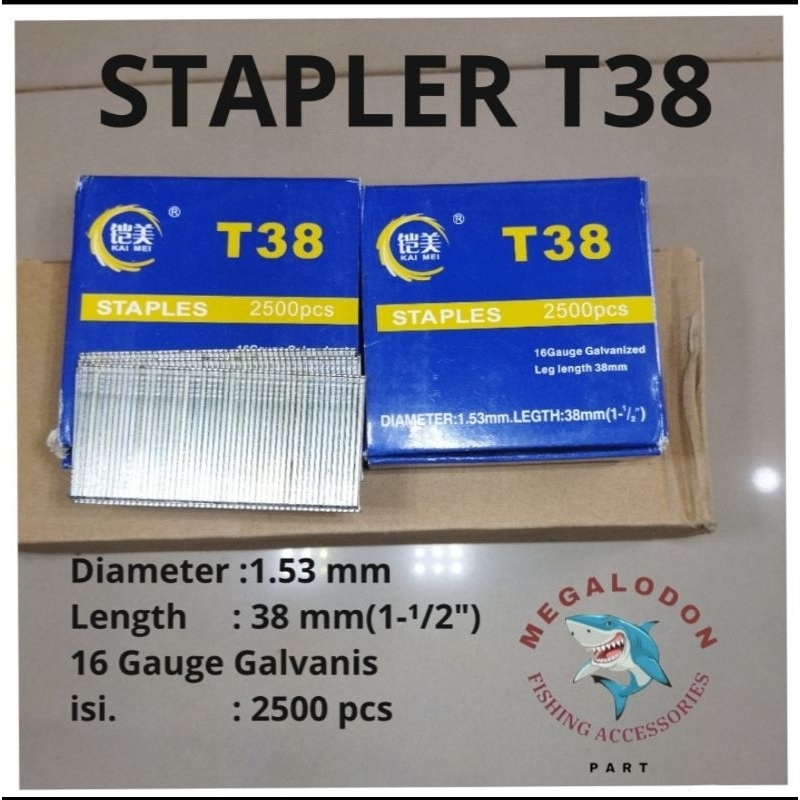 STAPLER T38
铠美
KAI MEI
®
T38
STAPLES 2500pcs
铠美
KAI MEI
®
T38
STAPLES 2500pcs
16Gauge Galvanized
Leg length 38mm
DIAMETER:1.53mm.LEGTH:38mm(1-1/2")
Diameter :1.53 mm
Length : 38 mm(1-1/2")
16 Gauge Galvanis
isi. : 2500 pcs
MEGALODON
FISHING ACCESSORIES
PART